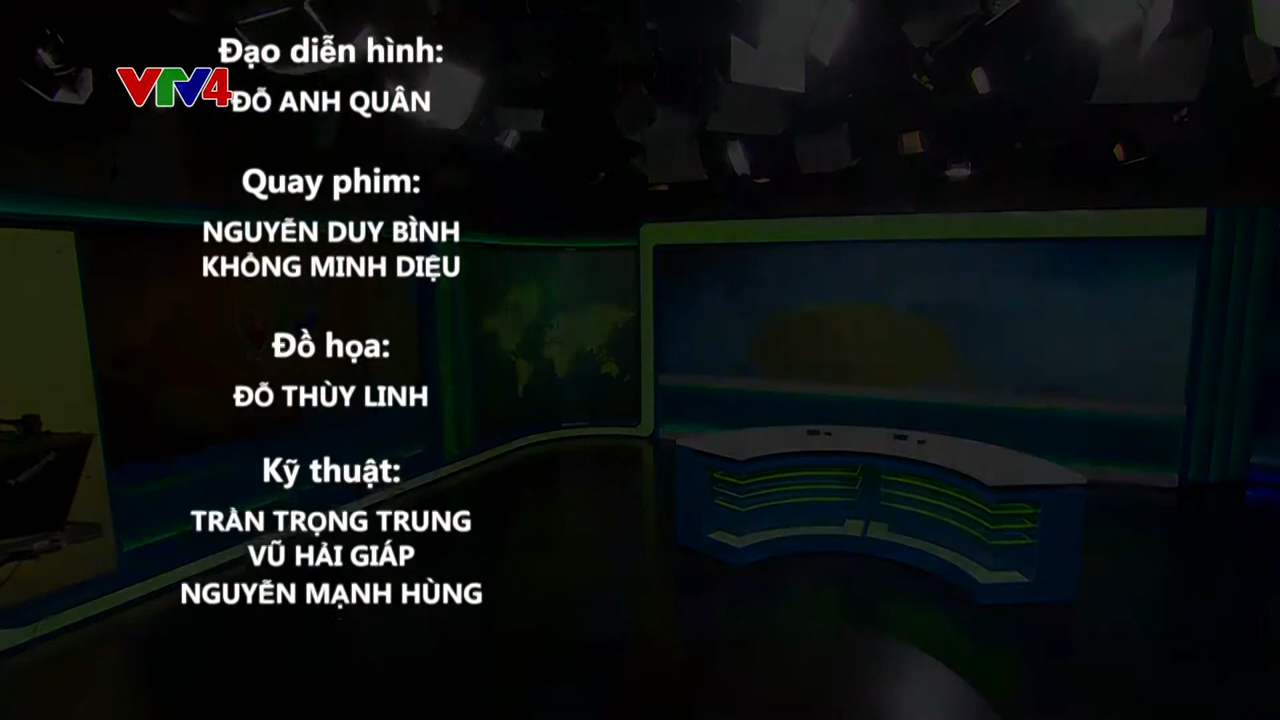 Đạo diễn hình:
VTV4
ĐỖ ANH QUÂN
Quay phim:
NGUYỄN DUY BÌNH
KHỔNG MINH DIỆU
Đồ họa:
ĐỖ THÙY LINH
Kỹ thuật:
TRẦN TRỌNG TRUNG
VŨ HẢI GIÁP
NGUYỄN MẠNH HÙNG